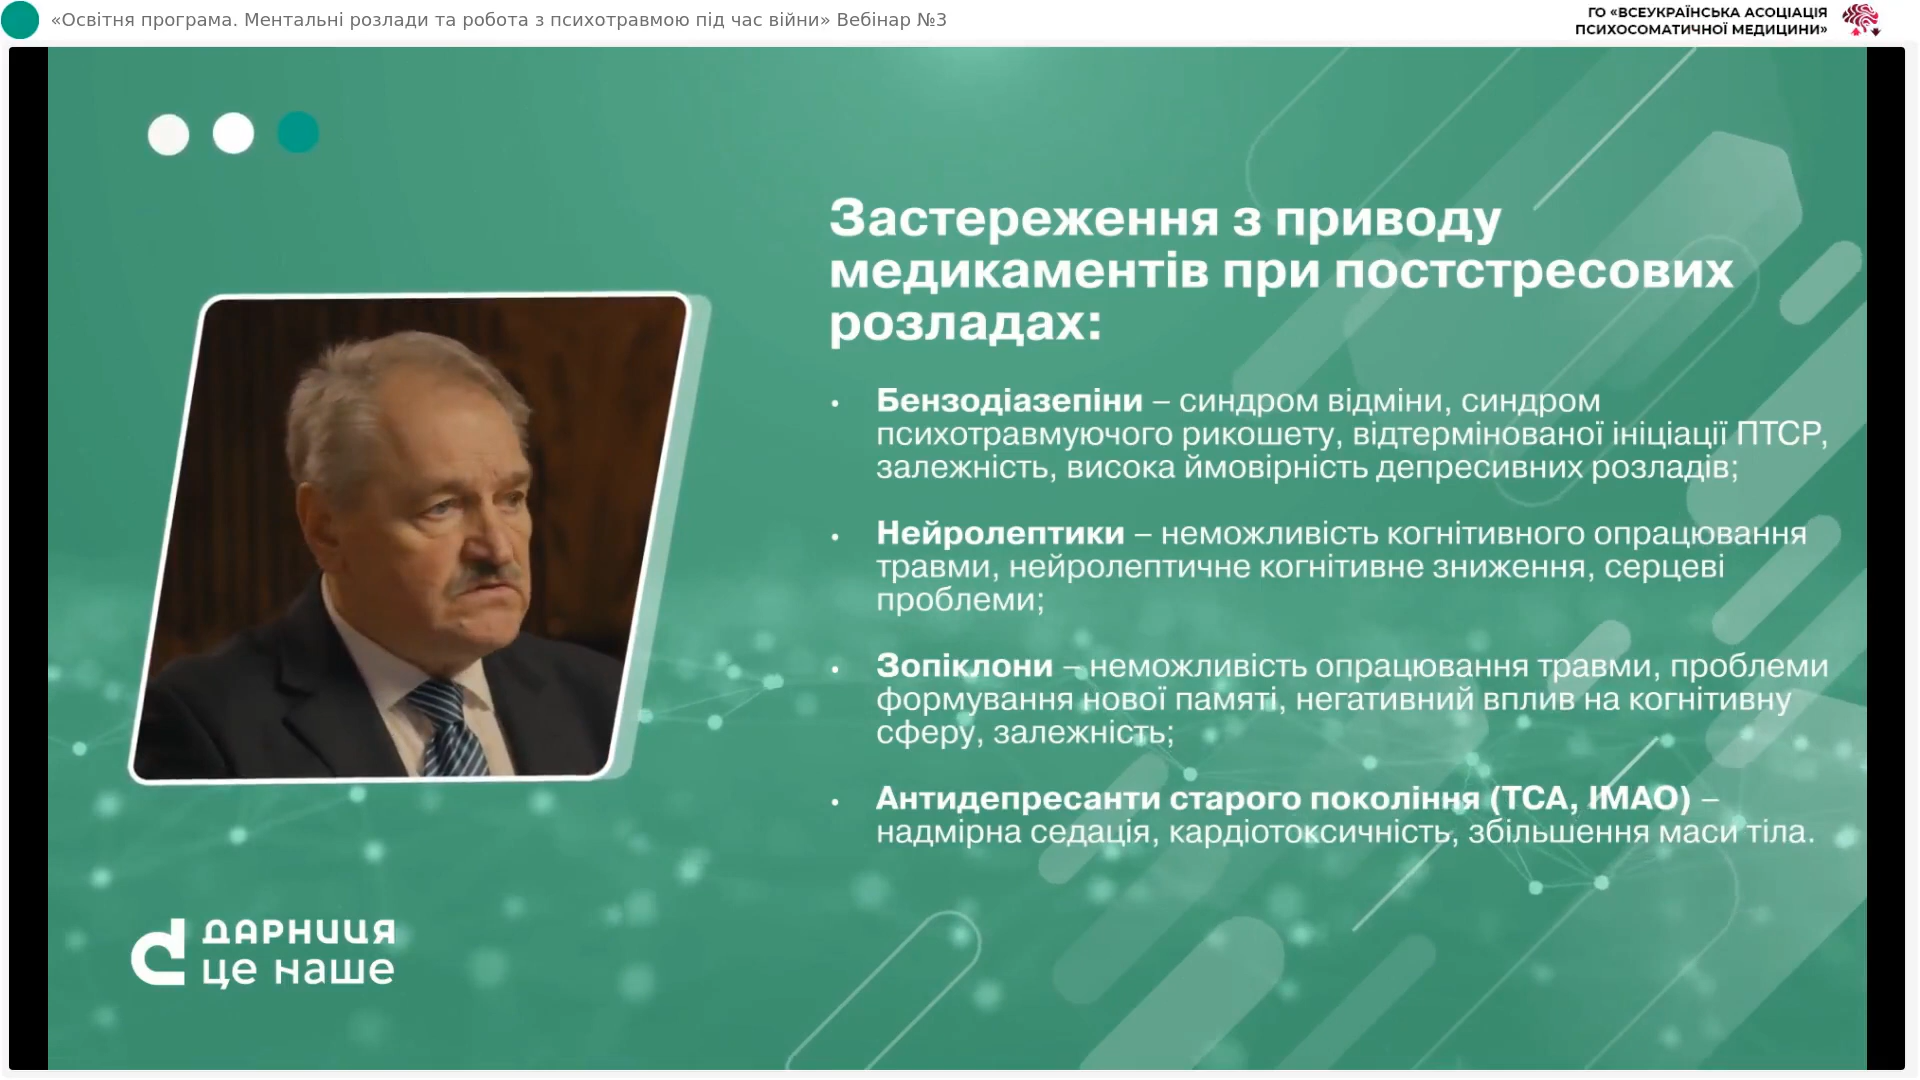 «Освітня програма. Ментальні розлади та робота з психотравмою під час війни» Вебінар №3
ГО «ВСЕУКРАЇНСЬКА АСОЦІАЦІЯ
ПСИХОСОМАТИЧНОЇ МЕДИЦИНИ»
Застереження з приводу
медикаментів при постстресових
розладах:
• Бензодіазепіни – синдром відміни, синдром
психотравмуючого рикошету, відтермінованої ініціації ПТСР,
залежність, висока ймовірність депресивних розладів;
• Нейролептики – неможливість когнітивного опрацювання
травми, нейролептичне когнітивне зниження, серцеві
проблеми;
• Зопіклони – неможливість опрацювання травми, проблеми
формування нової памяті, негативний вплив на когнітивну
сферу, залежність;
• Антидепресанти старого покоління (ТСА, ІМАО) –
надмірна седація, кардіотоксичність, збільшення маси тіла.
ДАРНИЦЯ
це наше